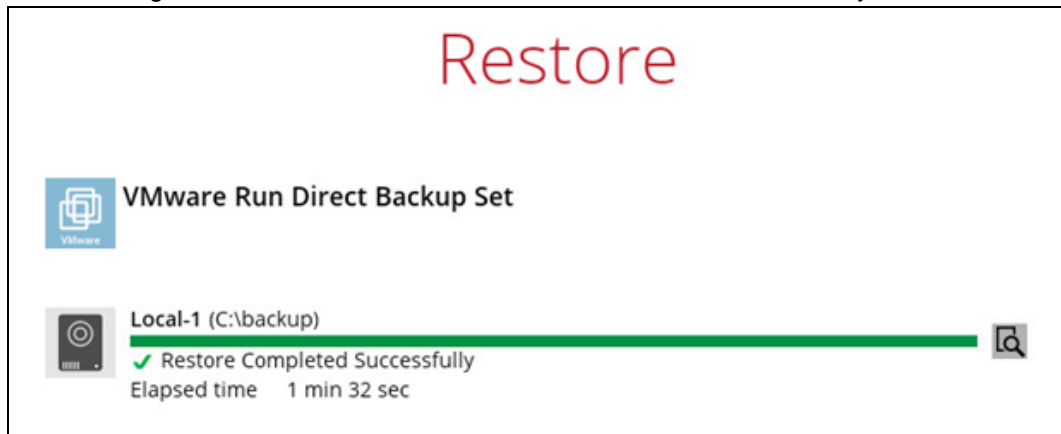 Restore
VMware Run Direct Backup Set
VMware
Local-1 (C:\backup)
Restore Completed Successfully
Elapsed time 1 min 32 sec